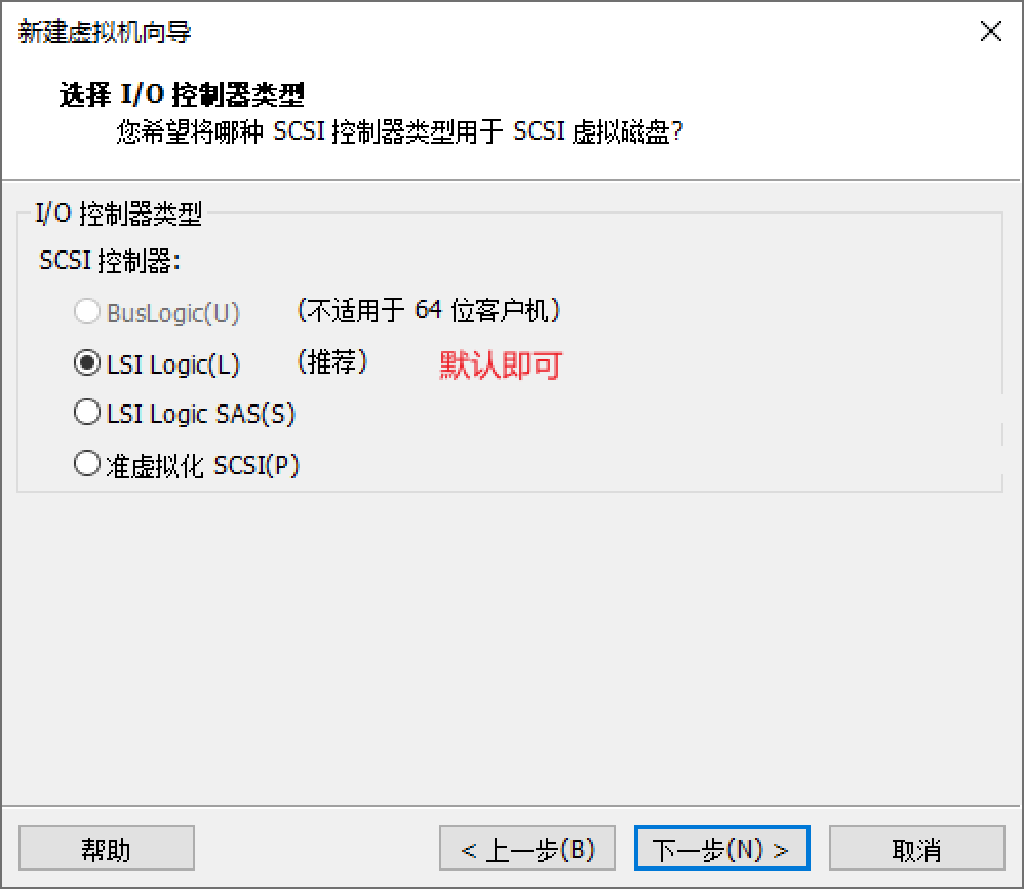 新建虚拟机向导
选择 I/O 控制器类型
您希望将哪种 SCSI 控制器类型用于 SCSI 虚拟磁盘?
I/O 控制器类型
SCSI 控制器:
BusLogic(U) (不适用于 64 位客户机)
LSI Logic(L) (推荐) 默认即可
LSI Logic SAS(S)
准虚拟化 SCSI(P)
帮助 < 上一步(B) 下一步(N) > 取消